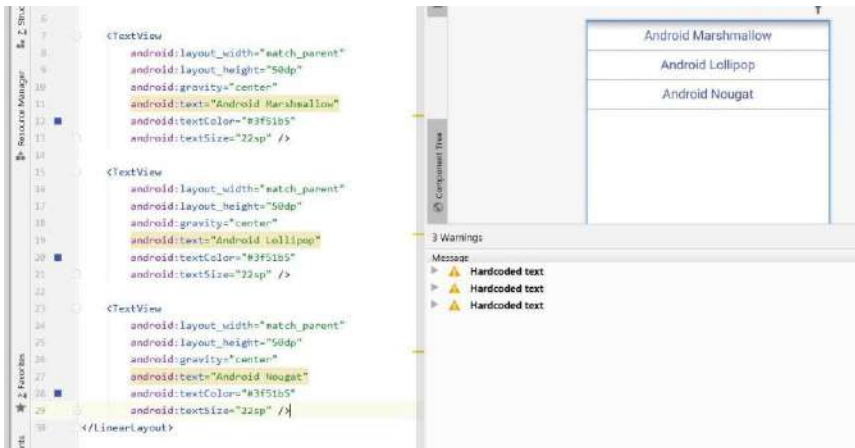 Z: Struc
Resource Manager
2: Favorites
6
7 <TextView
8 android:layout_width="match_parent"
9 android:layout_height="50dp"
10 android:gravity="center"
11 android:text="Android Marshmallow"
12 android:textColor="#3f51b5"
13 android:textSize="22sp" />
14
15 <TextView
16 android:layout_width="match_parent"
17 android:layout_height="50dp"
18 android:gravity="center"
19 android:text="Android Lollipop"
20 android:textColor="#3f51b5"
21 android:textSize="22sp" />
22
23 <TextView
24 android:layout_width="match_parent"
25 android:layout_height="50dp"
26 android:gravity="center"
27 android:text="Android Nougat"
28 android:textColor="#3F51b5"
29 android:textSize="22sp" />
30 </LinearLayout>
Component Tree
Android Marshmallow
Android Lollipop
Android Nougat
3 Warnings
Message
Hardcoded text
Hardcoded text
Hardcoded text